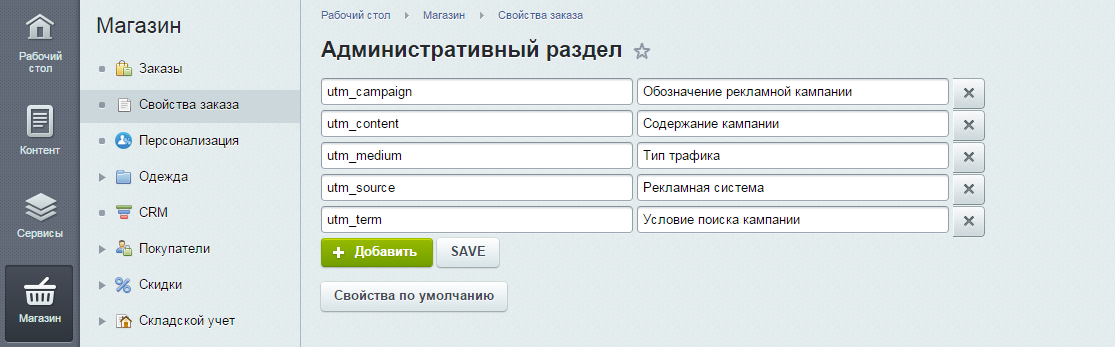 Рабочий
стол
Контент
Сервисы
Магазин
Магазин
Заказы
Свойства заказа
Персонализация
Одежда
CRM
Покупатели
Скидки
Складской учет
Рабочий стол Магазин Свойства заказа
Административный раздел
utm_campaign Обозначение рекламной кампании
utm_content Содержание кампании
utm_medium Тип трафика
utm_source Рекламная система
utm_term Условие поиска кампании
Добавить SAVE
Свойства по умолчанию